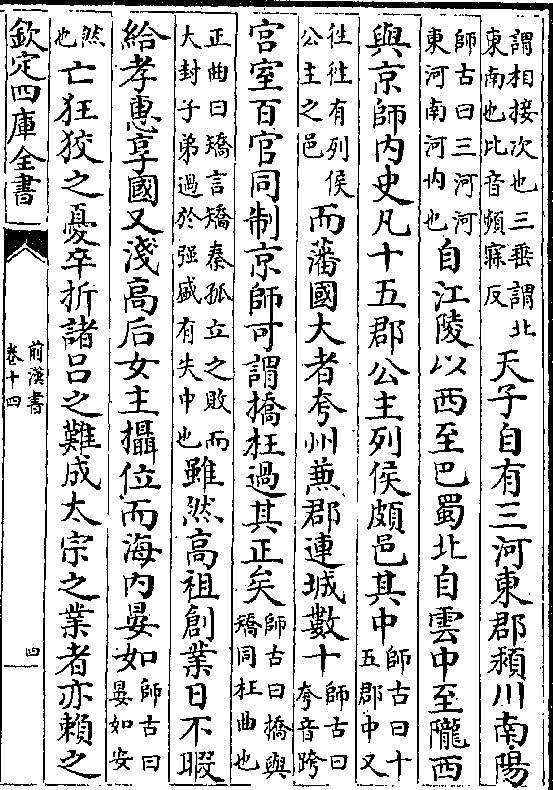 謂相接次也三垂謂北東南也比音頻寐反天子自有三河東郡潁川南陽
師古曰三河河東河南河内也自江陵以西至巴蜀北自雲中至隴西
與京師内史凡十五郡公主列侯頗邑其中師古曰十五郡中又
往往有列侯公主之邑而藩國大者夸州兼郡連城數十師古曰夸音跨
宫室百官同制京師可謂撟枉過其正矣師古曰撟與矯同枉曲也
正曲曰矯言矯秦孤立之敗而大封子弟過於强盛有失中也雖然高祖創業日不暇
給孝惠享國又淺高后女主攝位而海内晏如師古曰晏如安
然也亡狂狡之憂卒折諸吕之難成太宗之業者亦賴之
欽定四庫全書
前漢書
卷十四
四